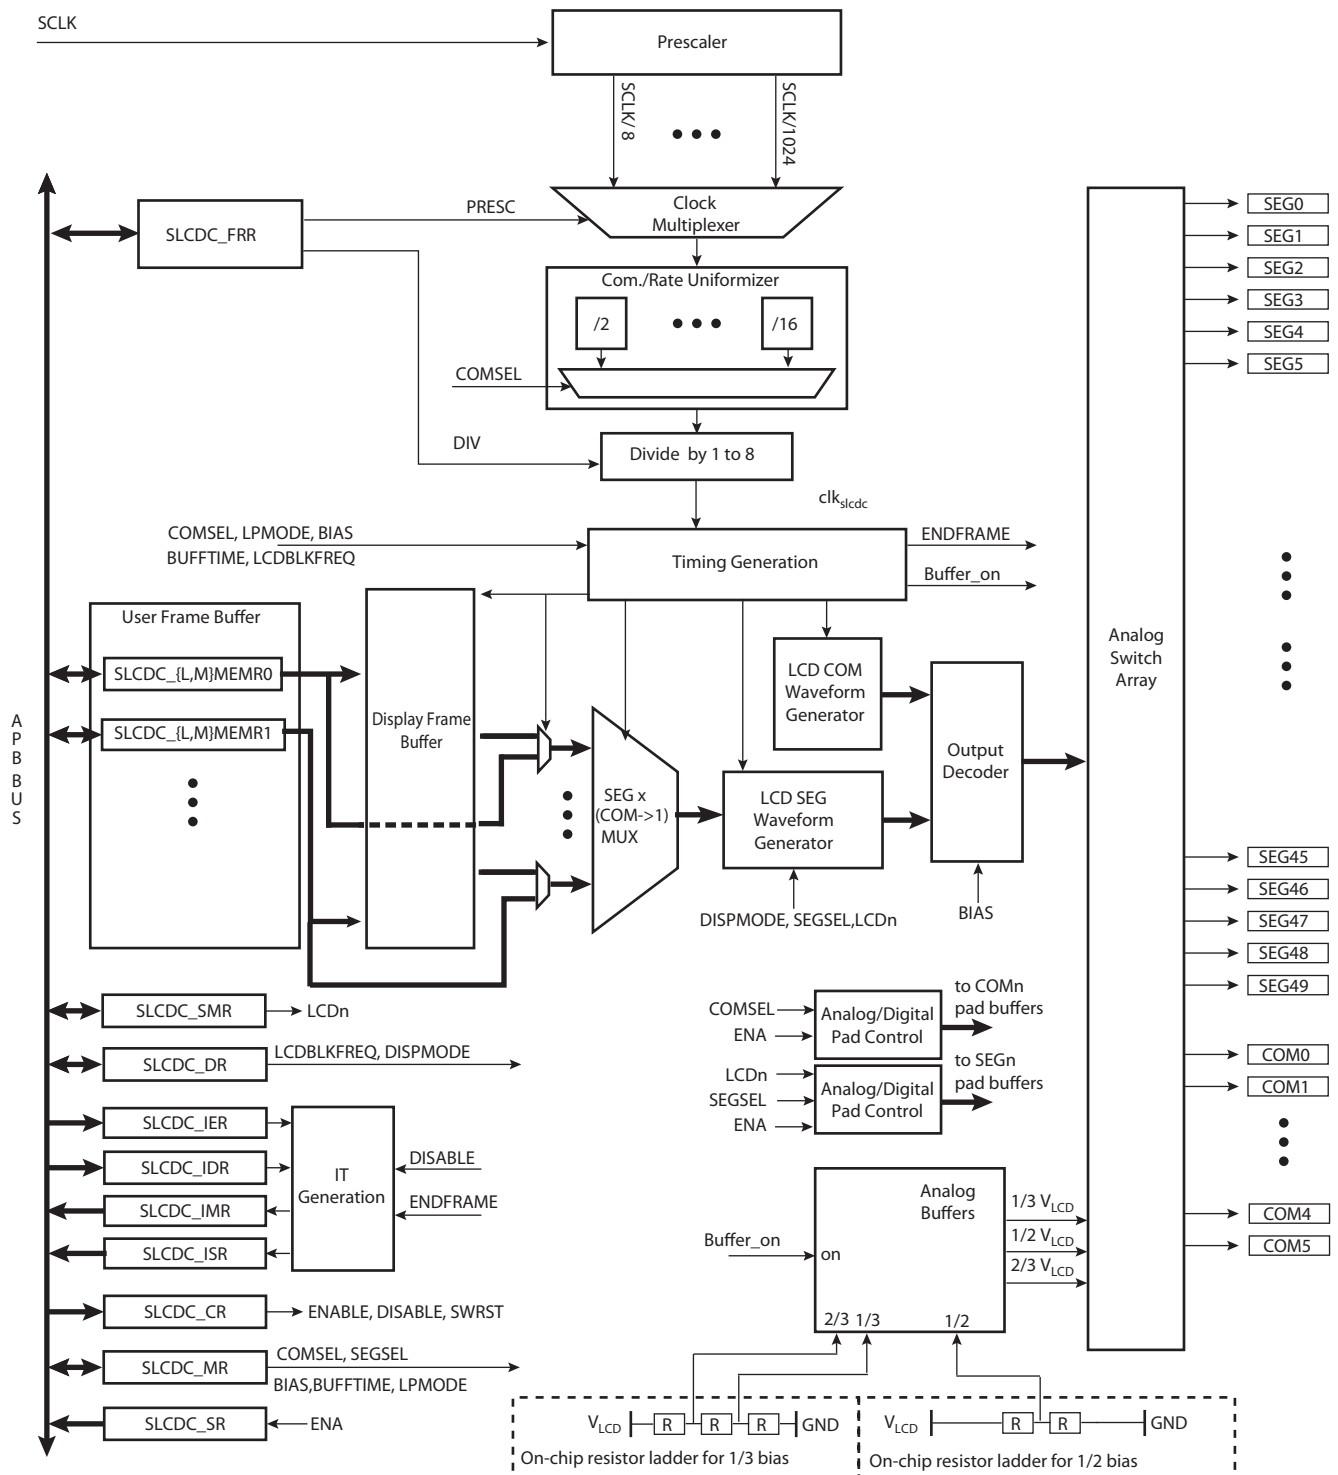 SCLK
Prescaler
SCLK/ 8
SCLK/1024
PRESC
Clock
Multiplexer
SLCDC_FRR
Com./Rate Uniformizer
/2
/16
COMSEL
DIV
Divide by 1 to 8
clkslcdc
COMSEL, LPMODE, BIAS
BUFFTIME, LCDBLKFREQ
Timing Generation
ENDFRAME
Buffer_on
User Frame Buffer
SLCDC_{L,M}MEMR0
SLCDC_{L,M}MEMR1
APB BUS
Display Frame
Buffer
SEG x
(COM->1)
MUX
LCD COM
Waveform
Generator
LCD SEG
Waveform
Generator
DISPMODE, SEGSEL,LCDn
Output
Decoder
BIAS
Analog
Switch
Array
SEG0
SEG1
SEG2
SEG3
SEG4
SEG5
SEG45
SEG46
SEG47
SEG48
SEG49
COM0
COM1
COM4
COM5
SLCDC_SMR
LCDn
SLCDC_DR
LCDBLKFREQ, DISPMODE
SLCDC_IER
SLCDC_IDR
SLCDC_IMR
SLCDC_ISR
IT
Generation
DISABLE
ENDFRAME
SLCDC_CR
ENABLE, DISABLE, SWRST
SLCDC_MR
COMSEL, SEGSEL
BIAS,BUFFTIME, LPMODE
SLCDC_SR
ENA
COMSEL
ENA
Analog/Digital
Pad Control
to COMn
pad buffers
LCDn
SEGSEL
ENA
Analog/Digital
Pad Control
to SEGn
pad buffers
Analog
Buffers
Buffer_on
on
1/3 VLCD
1/2 VLCD
2/3 VLCD
2/3 1/3
1/2
VLCD
R
R
R
GND
On-chip resistor ladder for 1/3 bias
VLCD
R
R
GND
On-chip resistor ladder for 1/2 bias